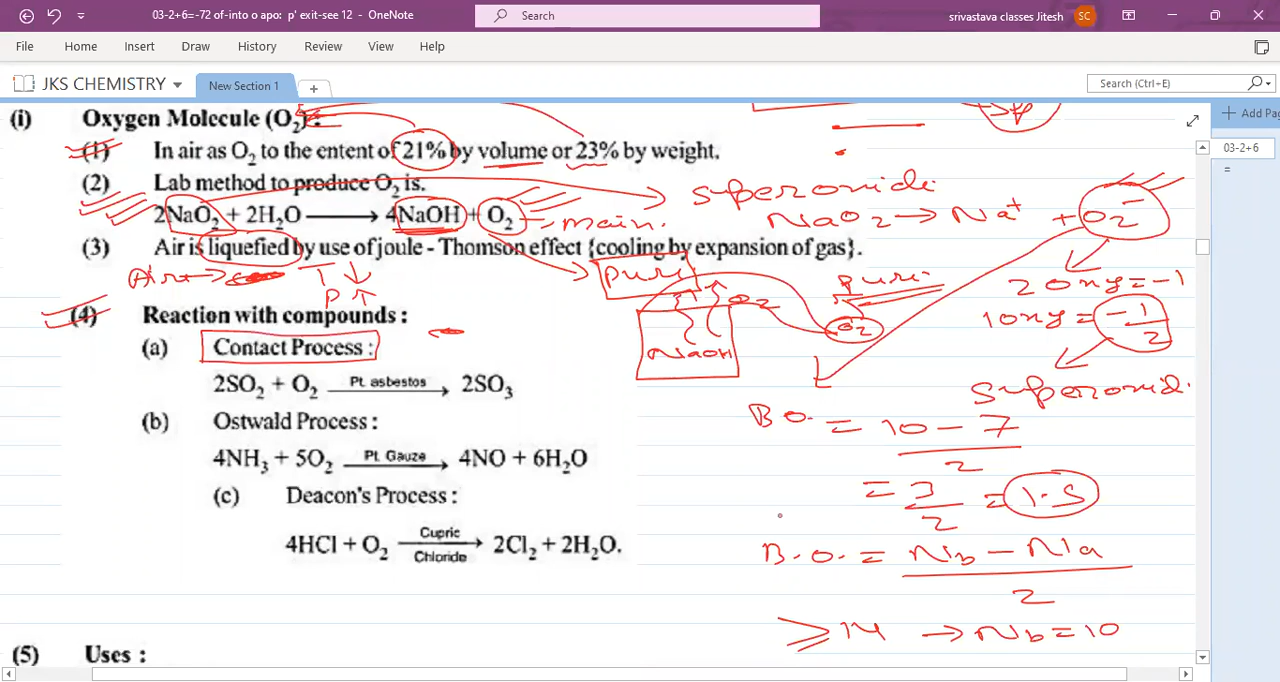 03-2+6=-72 of-into o apo: p' exit-see 12 - OneNote
Search
srivastava classes Jitesh SC
File Home Insert Draw History Review View Help
JKS CHEMISTRY New Section 1 +
Search (Ctrl+E)
Add Pag
03-2+6
=
(i) Oxygen Molecule (O₂) :
(1) In air as O₂ to the entent of 21% by volume or 23% by weight.
(2) Lab method to produce O₂ is.
superoxide
2NaO₂ + 2H₂O → 4NaOH + O₂
main
NaO₂ → Na⁺ + O₂⁻
(3) Air is liquefied by use of joule - Thomson effect {cooling by expansion of gas}.
Air →
T ↓
P ↑
pure
O₂
NaOH
pure
O₂
2 oxy = -1
1 oxy = -1/2
superoxid.
(4) Reaction with compounds :
(a) Contact Process :
2SO₂ + O₂ Pt asbestos → 2SO₃
(b) Ostwald Process :
4NH₃ + 5O₂ Pt Gauze → 4NO + 6H₂O
(c) Deacon's Process :
4HCl + O₂ Cupric Chloride → 2Cl₂ + 2H₂O.
B O. = 10 - 7 / 2
= 3/2 = 1.5
B.O. = Nb - Na / 2
≥ 14 → Nb = 10
(5) Uses :